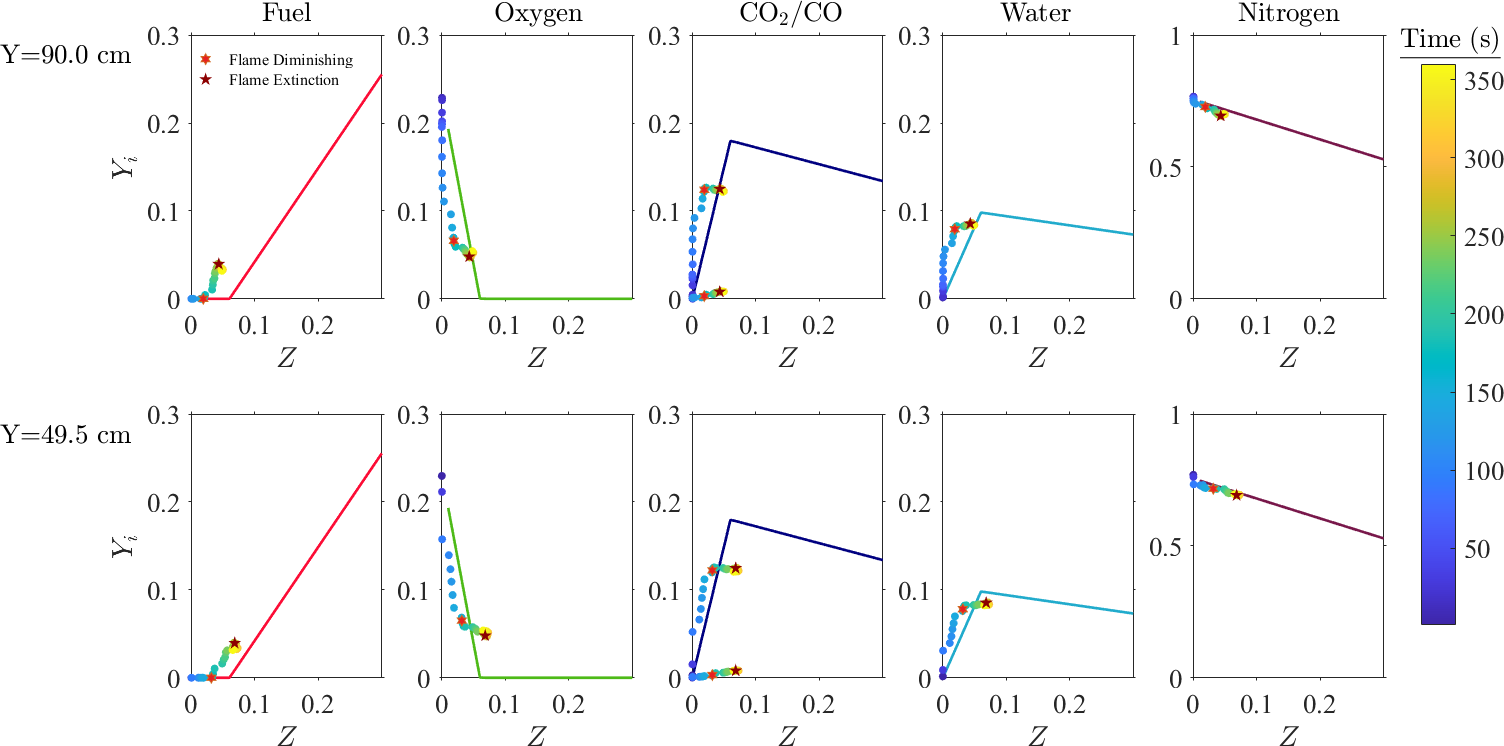 Fuel Oxygen CO₂/CO Water Nitrogen
Time (s)
Y=90.0 cm
Flame Diminishing
Flame Extinction
Y_i
0.3 0.3 0.3 0.3 1
0.2 0.2 0.2 0.2
0.5
0.1 0.1 0.1 0.1
0 0 0 0 0
0 0.1 0.2 0 0.1 0.2 0 0.1 0.2 0 0.1 0.2 0 0.1 0.2
Z Z Z Z Z
Y=49.5 cm
Y_i
0.3 0.3 0.3 0.3 1
0.2 0.2 0.2 0.2
0.5
0.1 0.1 0.1 0.1
0 0 0 0 0
0 0.1 0.2 0 0.1 0.2 0 0.1 0.2 0 0.1 0.2 0 0.1 0.2
Z Z Z Z Z
350
300
250
200
150
100
50